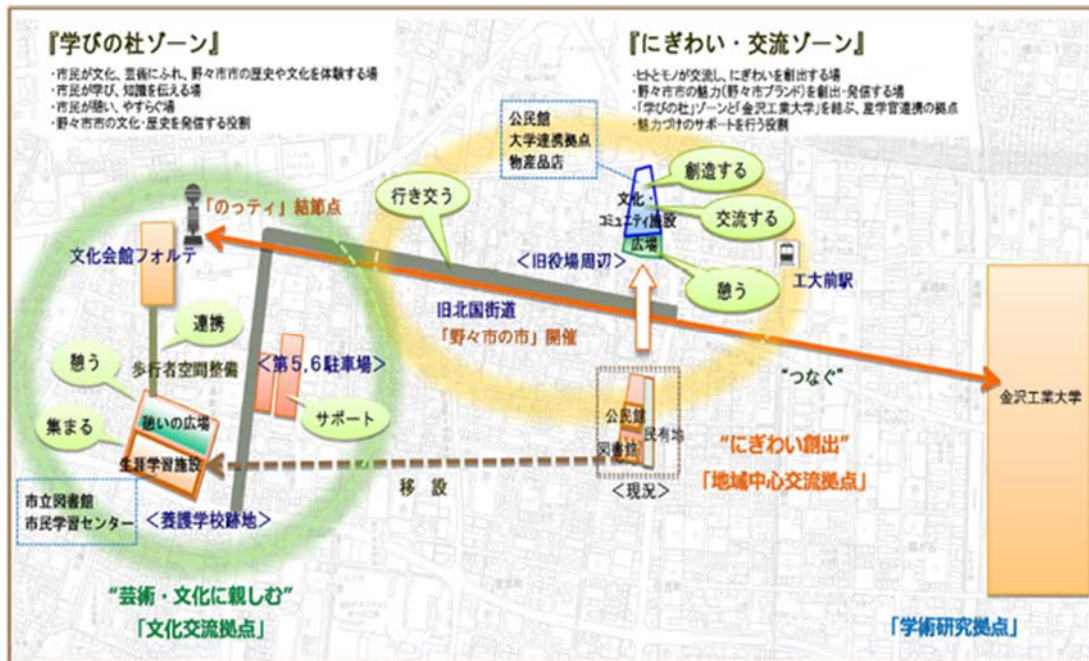 『学びの杜ゾーン』
・市民が文化、芸術にふれ、野々市市の歴史や文化を体験する場
・市民が学び、知識を伝える場
・市民が憩い、やすらぐ場
・野々市市の文化・歴史を発信する役割
『にぎわい・交流ゾーン』
・ヒトとモノが交流し、にぎわいを創出する場
・野々市市の魅力(野々市ブランド)を創出・発信する場
・「学びの杜」ゾーンと「金沢工業大学」を結ぶ、産学官連携の拠点
・魅力づけのサポートを行う役割
公民館
大学連携拠点
物産品店
文化・
コミュニティ施設
広場
創造する
交流する
憩う
行き交う
「のっティ」結節点
文化会館フォルテ
<旧役場周辺>
工大前駅
旧北国街道
「野々市の市」開催
連携
歩行者空間整備
憩う
集まる
憩いの広場
生涯学習施設
<第5,6駐車場>
サポート
“つなぐ”
金沢工業大学
公民館
図書館
民有地
<現況>
移設
市立図書館
市民学習センター
<養護学校跡地>
“にぎわい創出”
「地域中心交流拠点」
“芸術・文化に親しむ”
「文化交流拠点」
「学術研究拠点」